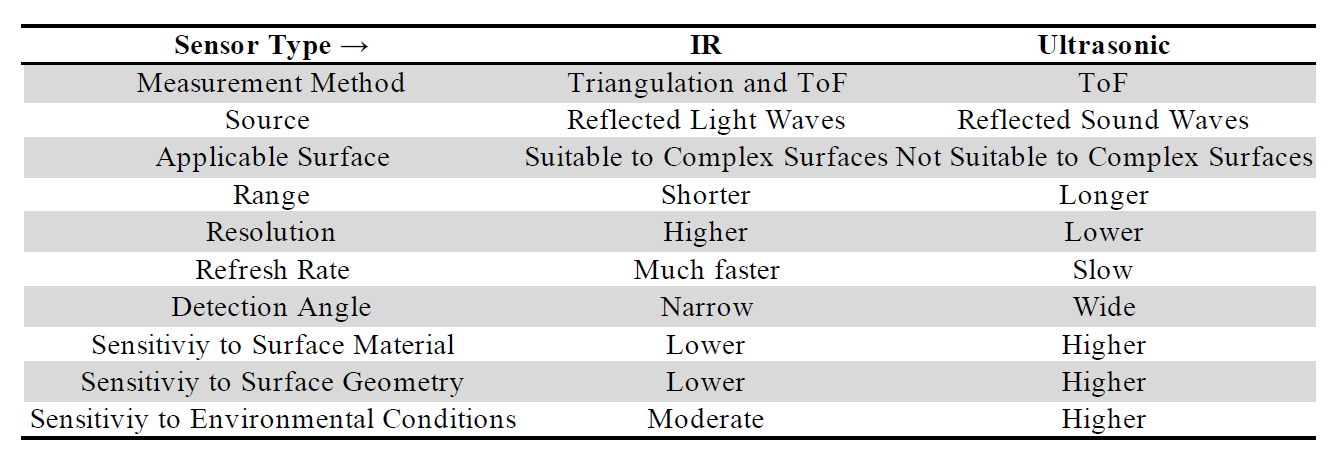 Sensor Type → IR Ultrasonic
Measurement Method Triangulation and ToF ToF
Source Reflected Light Waves Reflected Sound Waves
Applicable Surface Suitable to Complex Surfaces Not Suitable to Complex Surfaces
Range Shorter Longer
Resolution Higher Lower
Refresh Rate Much faster Slow
Detection Angle Narrow Wide
Sensitiviy to Surface Material Lower Higher
Sensitiviy to Surface Geometry Lower Higher
Sensitiviy to Environmental Conditions Moderate Higher